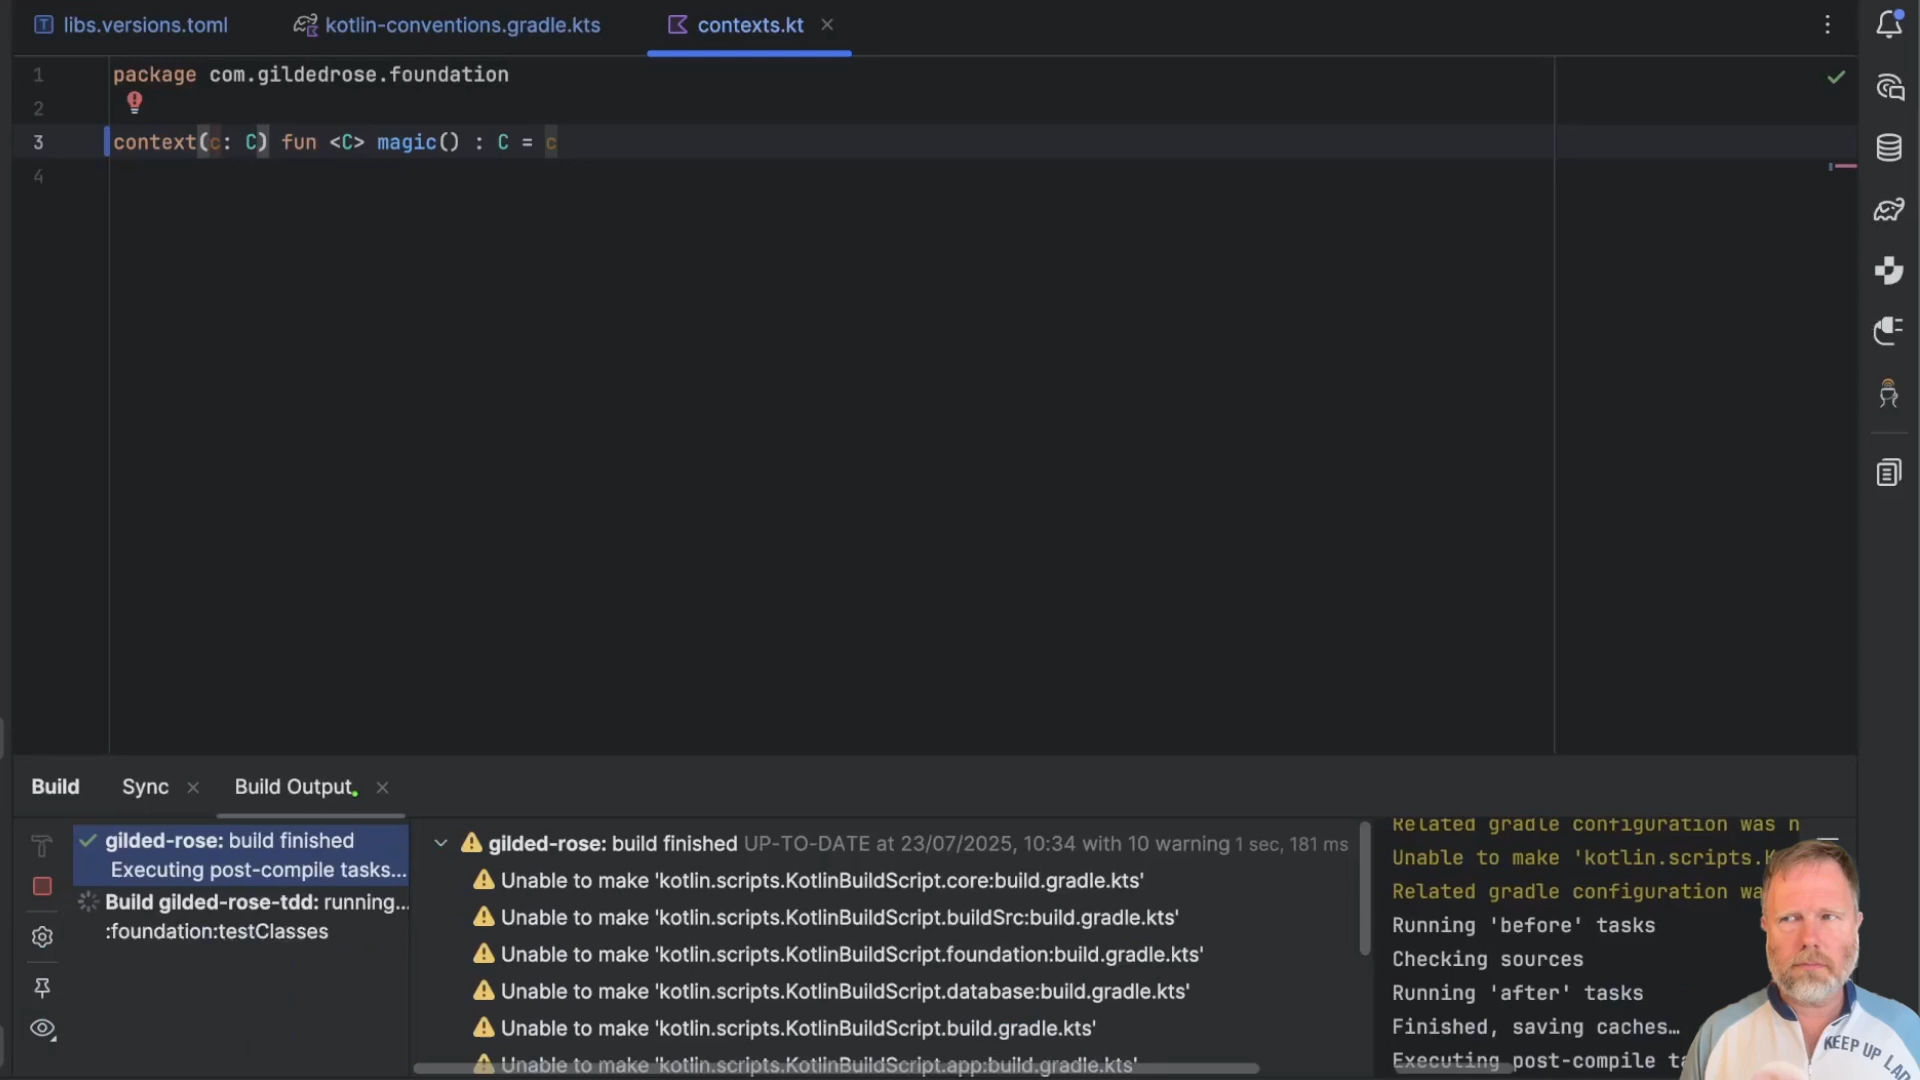 libs.versions.toml
kotlin-conventions.gradle.kts
contexts.kt
1 package com.gildedrose.foundation
2
3 context(c: C) fun <C> magic() : C = c
4
Build
Sync
Build Output
gilded-rose: build finished
Executing post-compile tasks...
Build gilded-rose-tdd: running...
:foundation:testClasses
gilded-rose: build finished UP-TO-DATE at 23/07/2025, 10:34 with 10 warning 1 sec, 181 ms
Unable to make 'kotlin.scripts.KotlinBuildScript.core:build.gradle.kts'
Unable to make 'kotlin.scripts.KotlinBuildScript.buildSrc:build.gradle.kts'
Unable to make 'kotlin.scripts.KotlinBuildScript.foundation:build.gradle.kts'
Unable to make 'kotlin.scripts.KotlinBuildScript.database:build.gradle.kts'
Unable to make 'kotlin.scripts.KotlinBuildScript.build.gradle.kts'
Unable to make 'kotlin.scripts.KotlinBuildScript.app:build.gradle.kts'
Related gradle configuration was n
Unable to make 'kotlin.scripts.K
Related gradle configuration wa
Running 'before' tasks
Checking sources
Running 'after' tasks
Finished, saving caches…
Executing post-compile ta
KEEP UP LAD